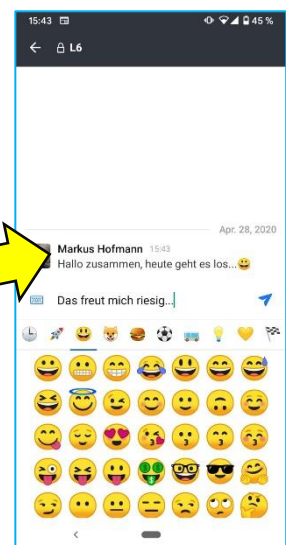 15:43 45 %
L6
Apr. 28, 2020
Markus Hofmann 15:43
Hallo zusammen, heute geht es los...😃
Das freut mich riesig...